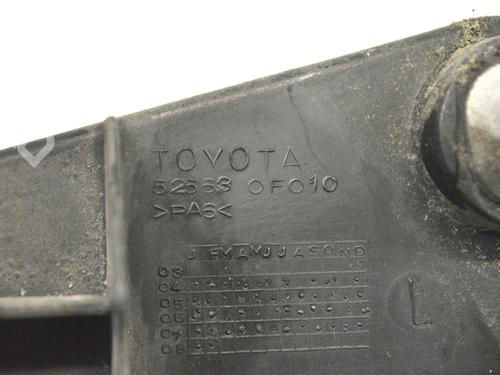 TOYOTA
52563 0F010
>PA6<
J F M A M J J A S O N D
03
04
05
06
07
08
L